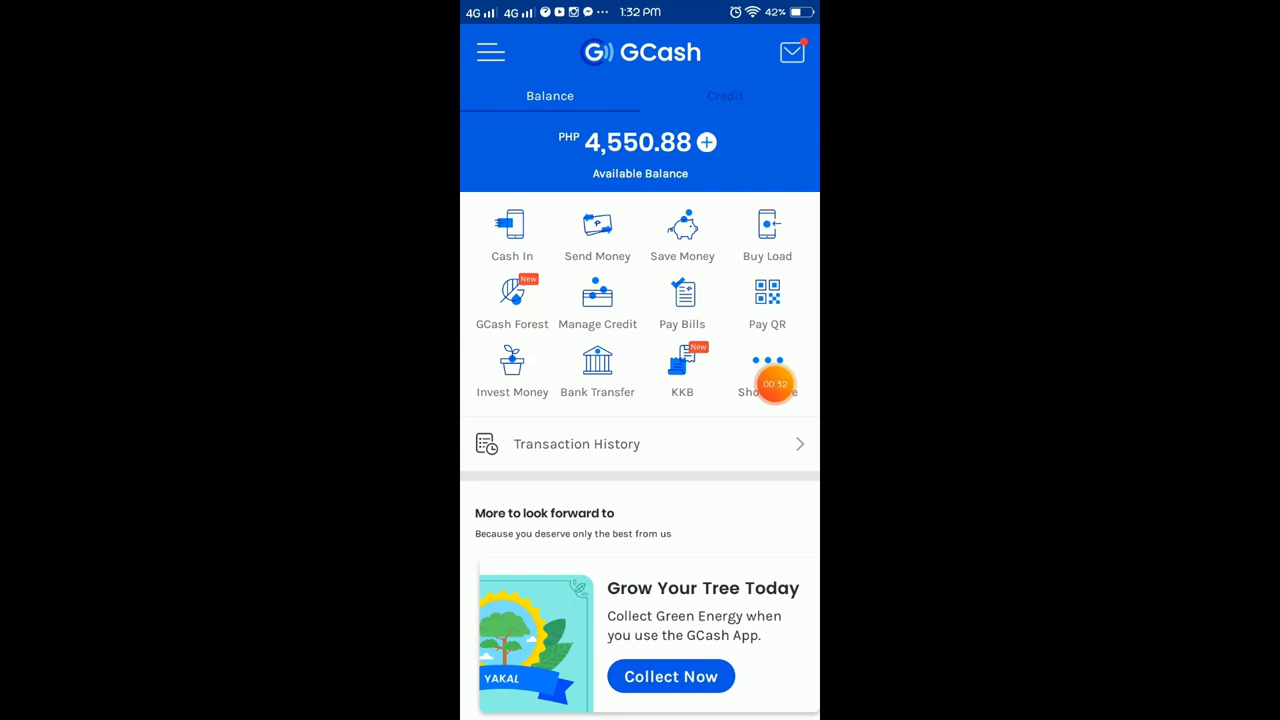 4G 4G 1:32 PM 42%
GCash
Balance Credit
PHP 4,550.88
Available Balance
Cash In Send Money Save Money Buy Load
New
GCash Forest Manage Credit Pay Bills Pay QR
New
00:32
Invest Money Bank Transfer KKB
Transaction History
More to look forward to
Because you deserve only the best from us
Grow Your Tree Today
Collect Green Energy when
you use the GCash App.
YAKAL
Collect Now